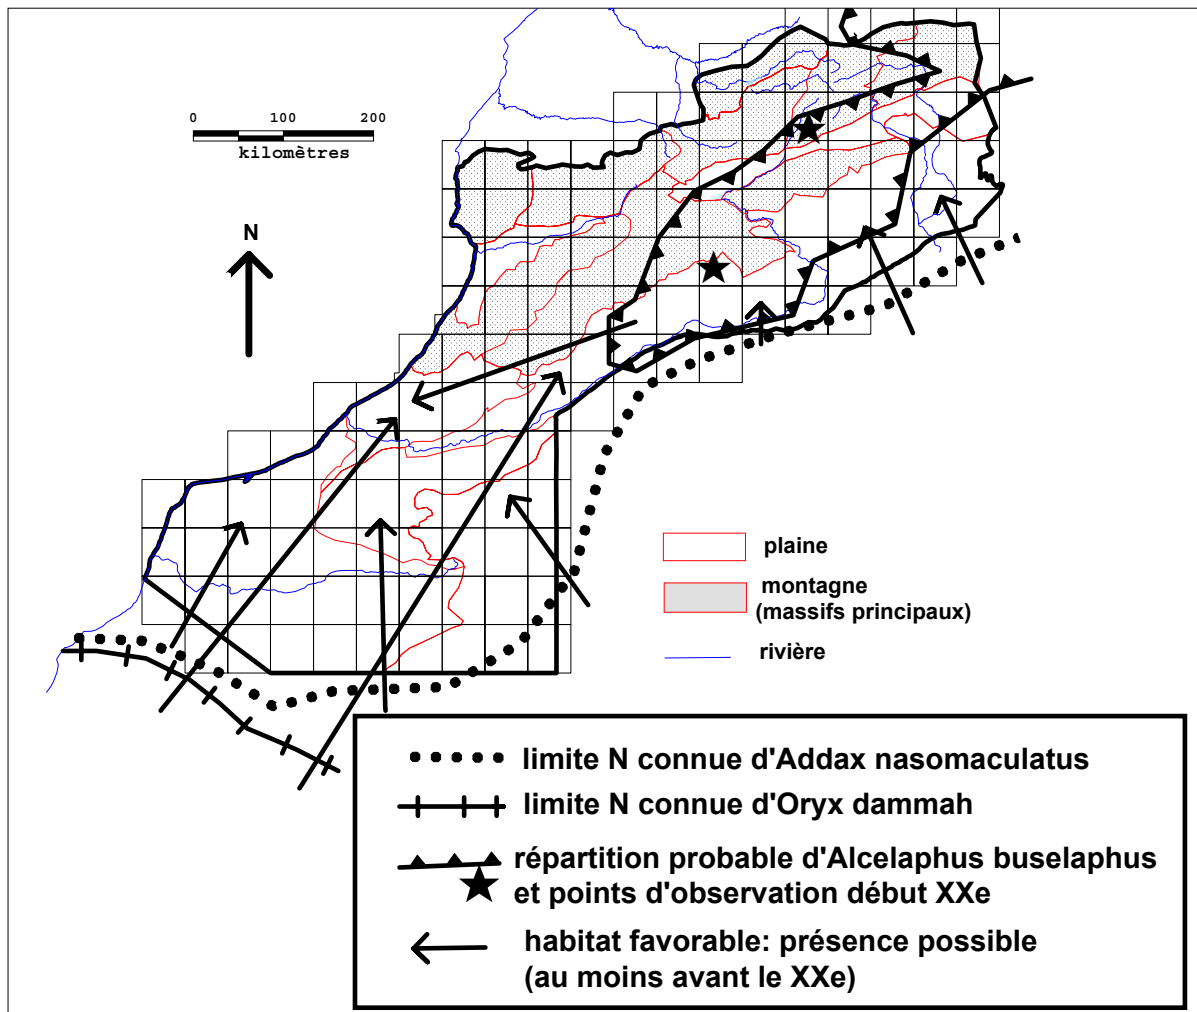 0 100 200
kilomètres
N
plaine
montagne
(massifs principaux)
rivière
limite N connue d'Addax nasomaculatus
limite N connue d'Oryx dammah
répartition probable d'Alcelaphus buselaphus
et points d'observation début XXe
habitat favorable: présence possible
(au moins avant le XXe)